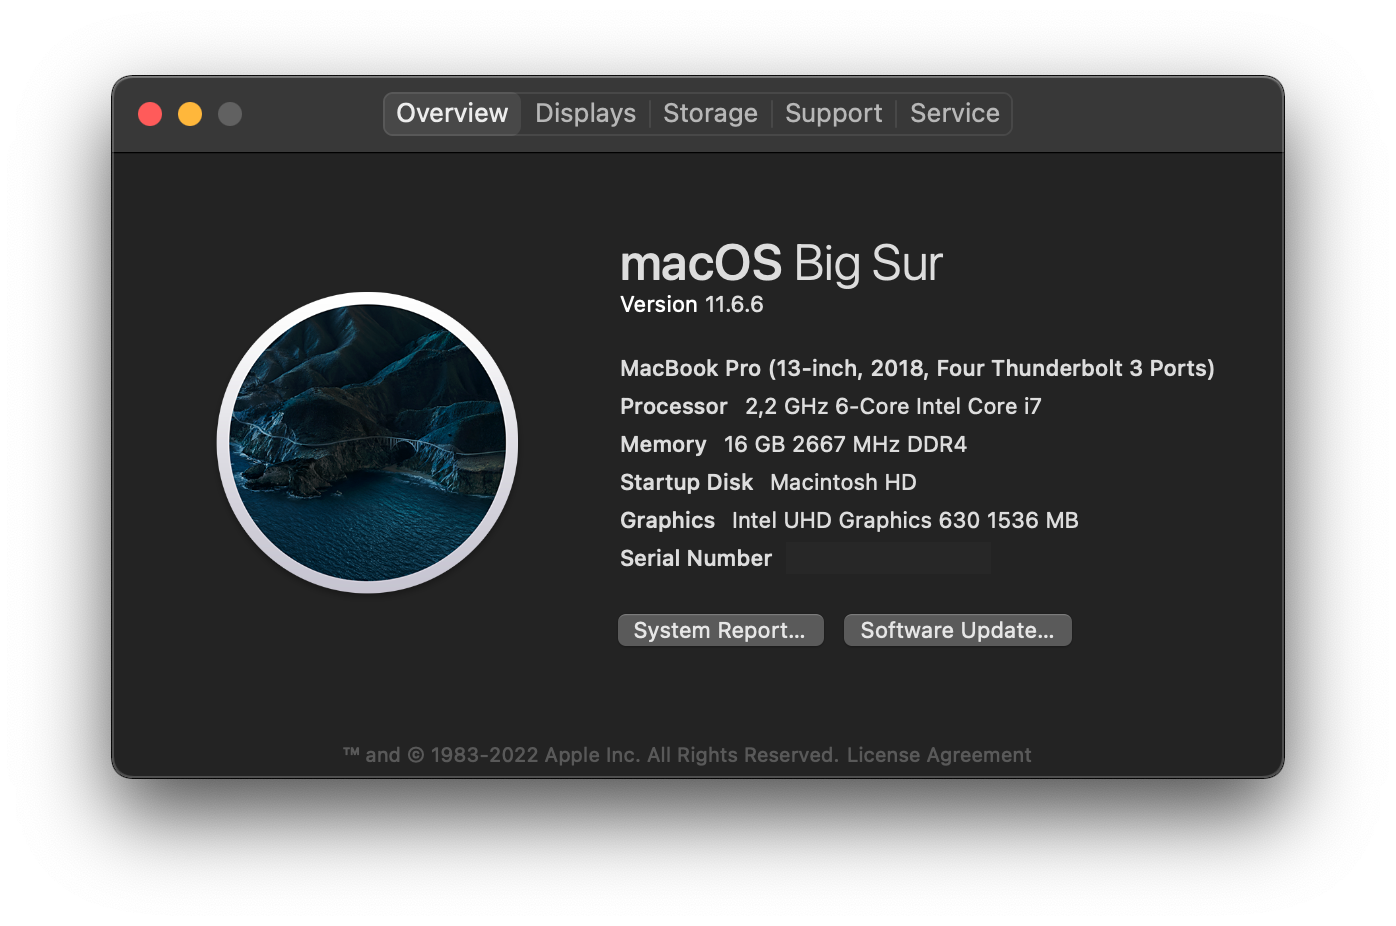 Overview Displays Storage Support Service
macOS Big Sur
Version 11.6.6
MacBook Pro (13-inch, 2018, Four Thunderbolt 3 Ports)
Processor 2,2 GHz 6-Core Intel Core i7
Memory 16 GB 2667 MHz DDR4
Startup Disk Macintosh HD
Graphics Intel UHD Graphics 630 1536 MB
Serial Number
System Report... Software Update...
™ and © 1983-2022 Apple Inc. All Rights Reserved. License Agreement